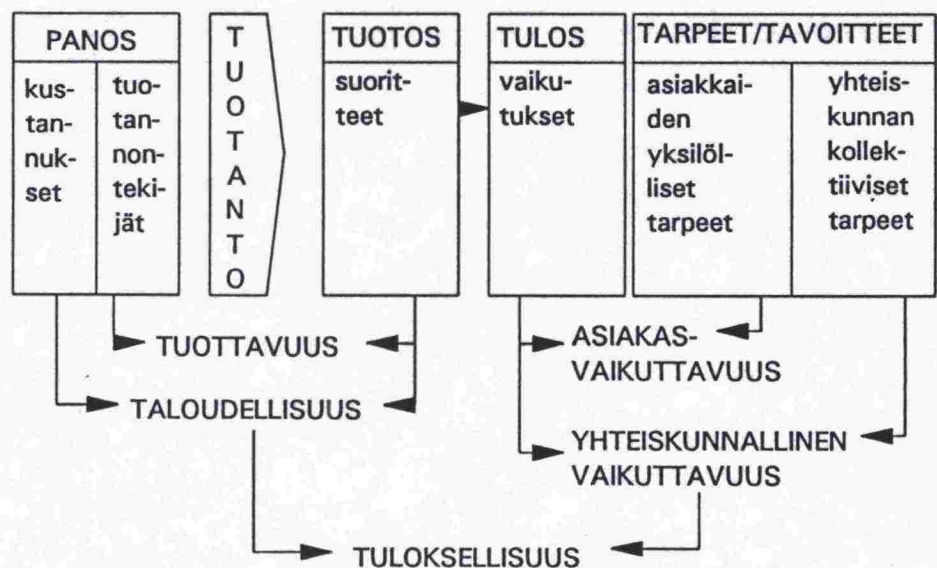 PANOS
kus-
tan-
nuk-
set
tuo-
tan-
non-
teki-
jät
TUOTANTO
TUOTOS
suorit-
teet
TULOS
vaiku-
tukset
TARPEET/TAVOITTEET
asiakkai-
den
yksilöl-
liset
tarpeet
yhteis-
kunnan
kollek-
tiiviset
tarpeet
TUOTTAVUUS
TALOUDELLISUUS
ASIAKAS-
VAIKUTTAVUUS
YHTEISKUNNALLINEN
VAIKUTTAVUUS
TULOKSELLISUUS